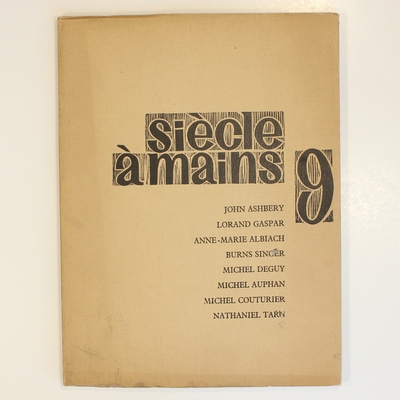 siècle
à mains 9
JOHN ASHBERY
LORAND GASPAR
ANNE-MARIE ALBIACH
BURNS SINGER
MICHEL DEGUY
MICHEL AUPHAN
MICHEL COUTURIER
NATHANIEL TARN